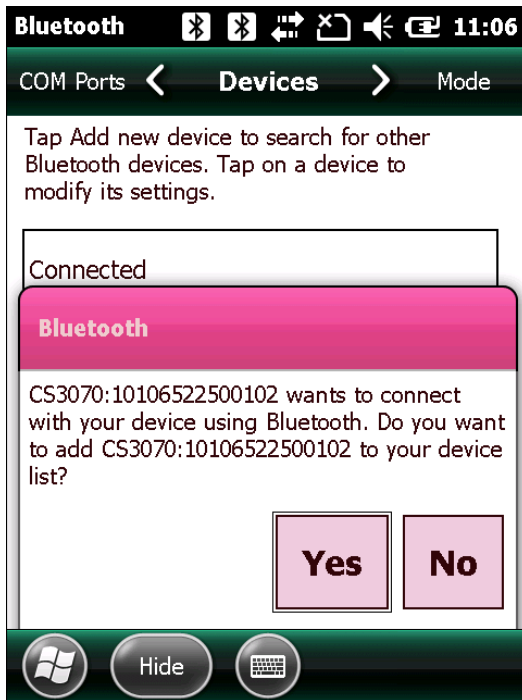 Bluetooth 11:06
COM Ports Devices Mode
Tap Add new device to search for other
Bluetooth devices. Tap on a device to
modify its settings.
Connected
Bluetooth
CS3070:10106522500102 wants to connect
with your device using Bluetooth. Do you want
to add CS3070:10106522500102 to your device
list?
Yes No
Hide